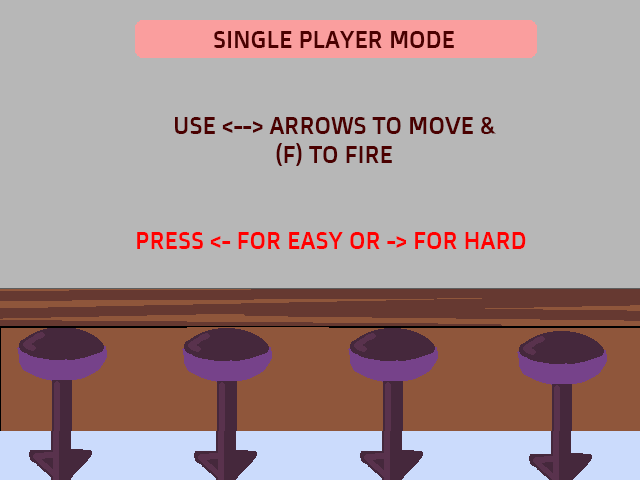 SINGLE PLAYER MODE
USE <--> ARROWS TO MOVE &
(F) TO FIRE
PRESS <- FOR EASY OR -> FOR HARD